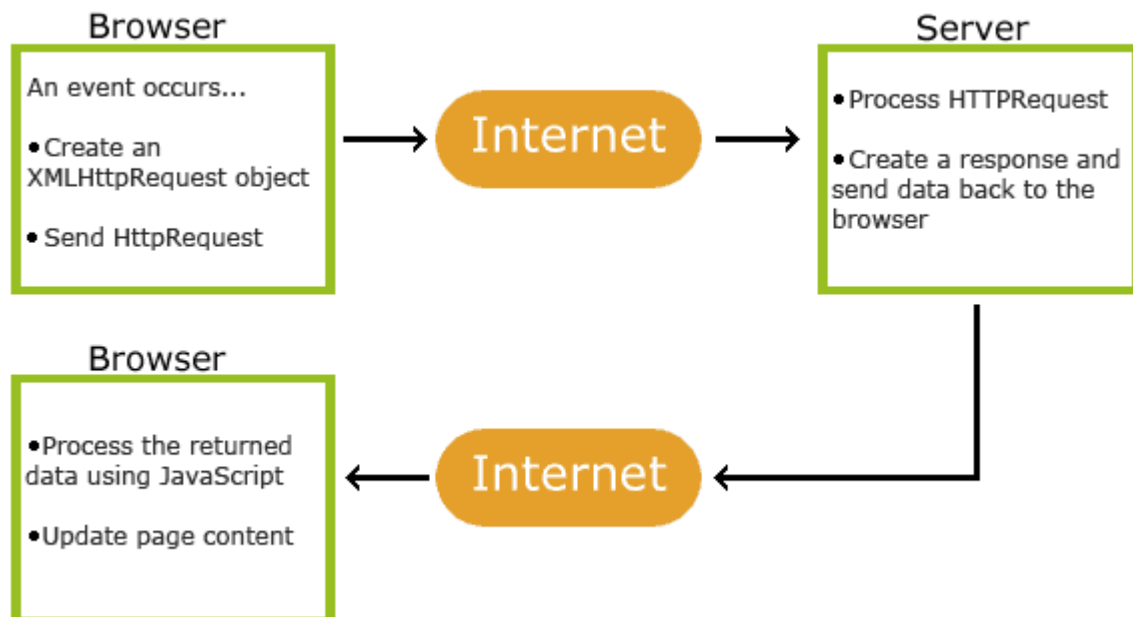 Browser
An event occurs...
●Create an
XMLHttpRequest object
● Send HttpRequest
Internet
Server
●Process HTTPRequest
●Create a response and
send data back to the
browser
Browser
●Process the returned
data using JavaScript
●Update page content
Internet